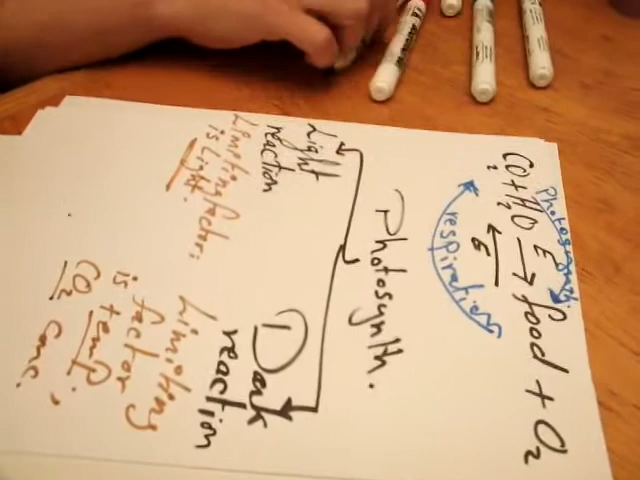 Photosynth
CO2 + H2O E → food + O2
E
respiration
Photosynth.
Light
reaction
Limiting factor,
is Light.
Dark
reaction
Limiting
factor
is temp,
CO2 conc.